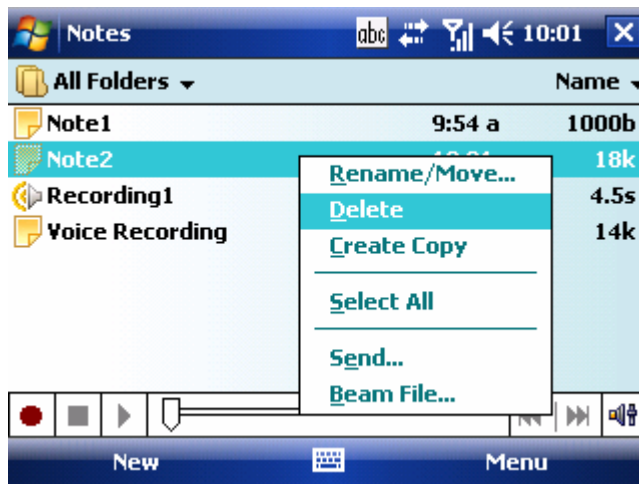 Notes abc 10:01
All Folders Name
Note1 9:54 a 1000b
Note2 18k
Recording1 4.5s
Voice Recording 14k
Rename/Move...
Delete
Create Copy
Select All
Send...
Beam File...
New Menu